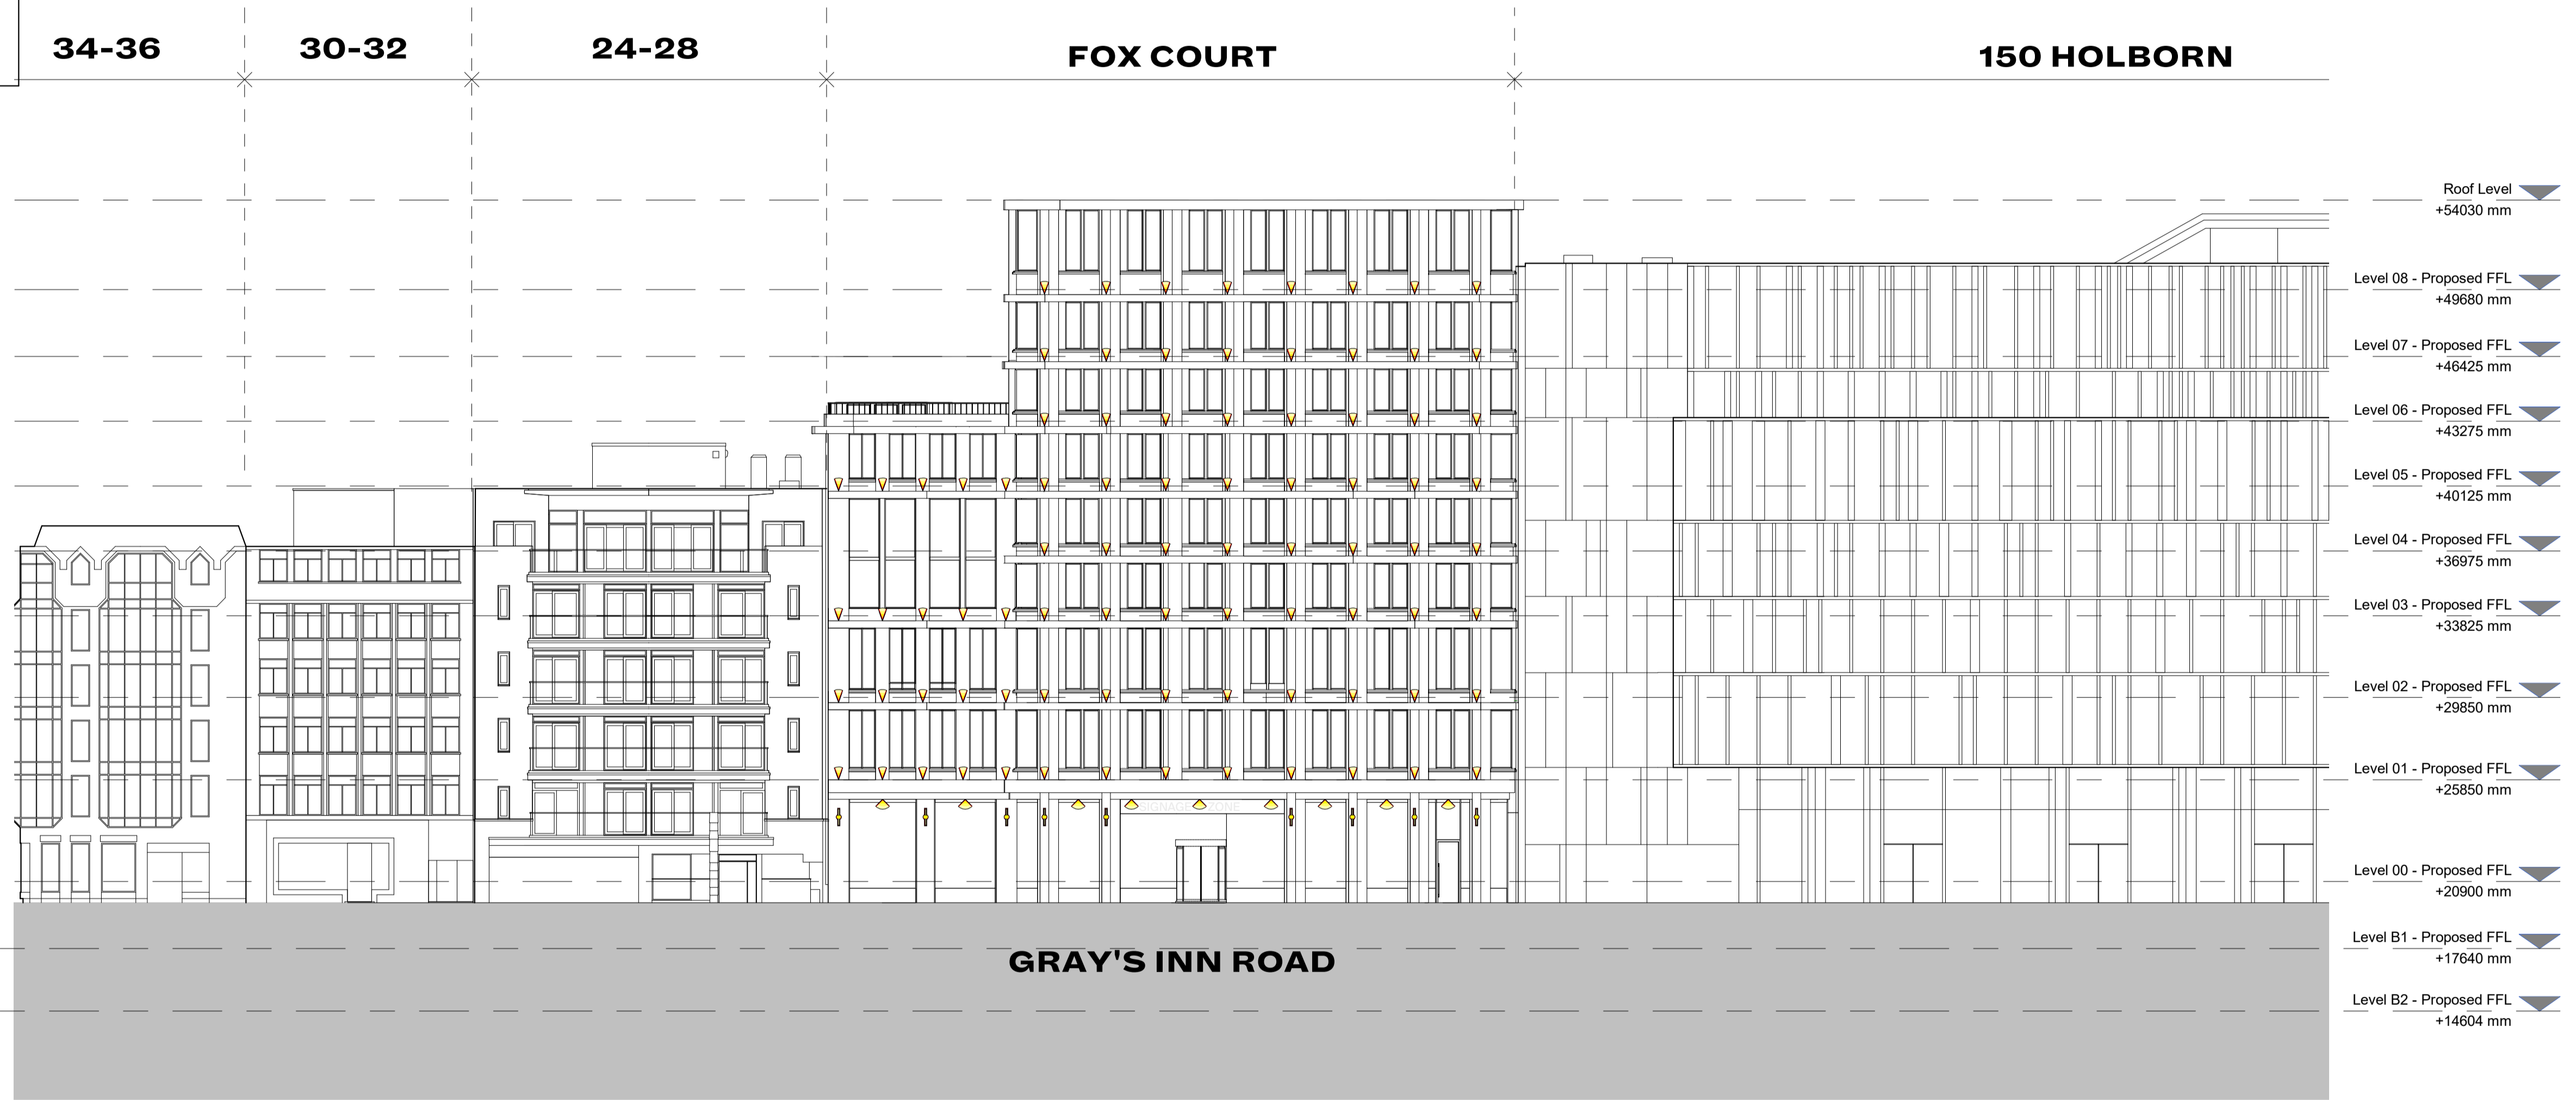 34-36
30-32
24-28
FOX COURT
150 HOLBORN
Roof Level
+54030 mm
Level 08 - Proposed FFL
+49680 mm
Level 07 - Proposed FFL
+46425 mm
Level 06 - Proposed FFL
+43275 mm
Level 05 - Proposed FFL
+40125 mm
Level 04 - Proposed FFL
+36975 mm
Level 03 - Proposed FFL
+33825 mm
Level 02 - Proposed FFL
+29850 mm
Level 01 - Proposed FFL
+25850 mm
SIGNAGE ZONE
Level 00 - Proposed FFL
+20900 mm
Level B1 - Proposed FFL
+17640 mm
GRAY'S INN ROAD
Level B2 - Proposed FFL
+14604 mm